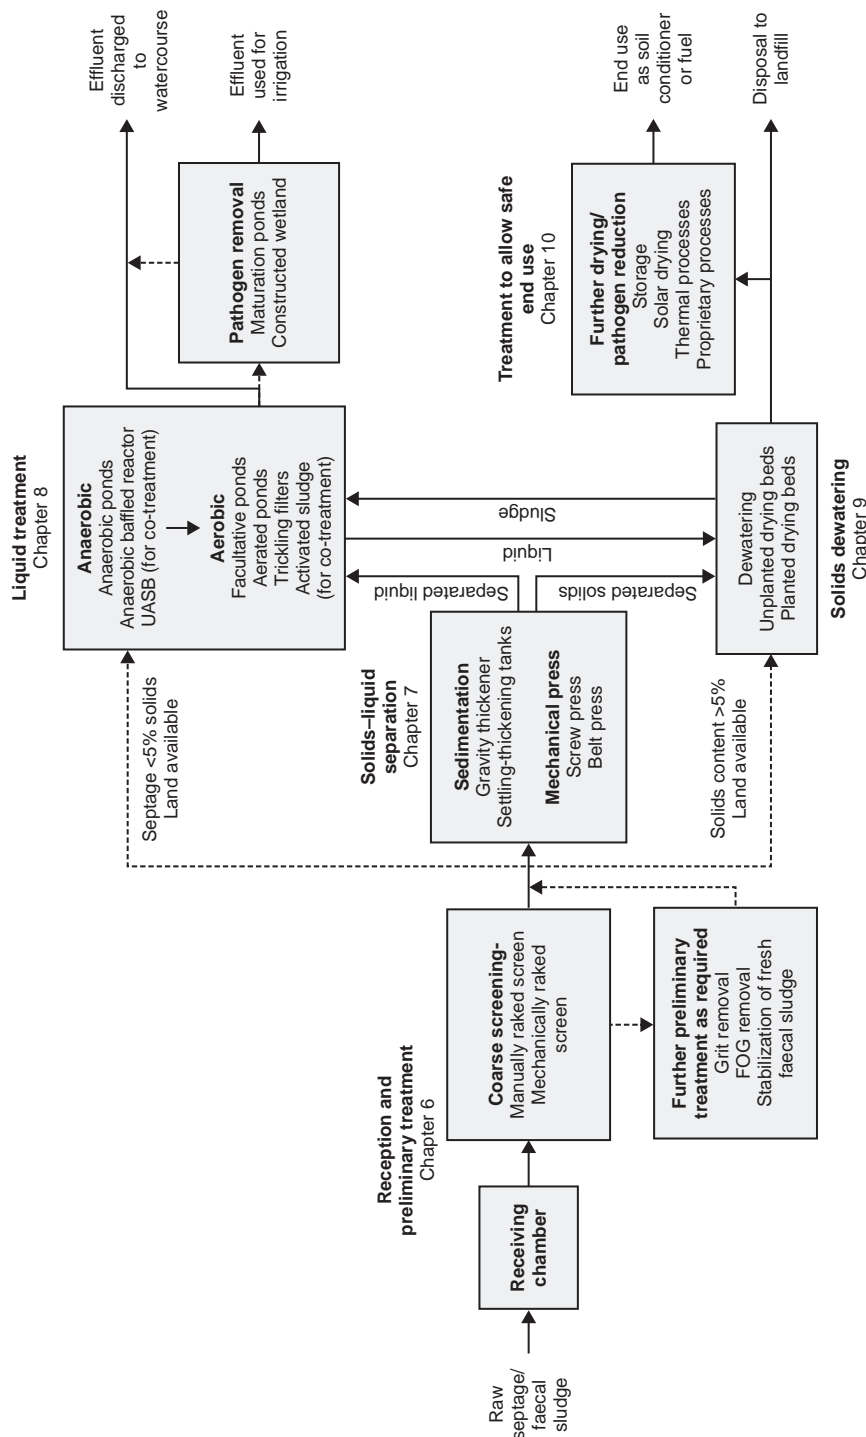 Raw
septage/
faecal
sludge
Reception and
preliminary treatment
Chapter 6
Receiving
chamber
Coarse screening-
Manually raked screen
Mechanically raked
screen
Further preliminary
treatment as required
Grit removal
FOG removal
Stabilization of fresh
faecal sludge
Septage <5% solids
Land available
Solids content >5%
Land available
Solids–liquid
separation
Chapter 7
Sedimentation
Gravity thickener
Settling-thickening tanks
Mechanical press
Screw press
Belt press
Separated liquid
Separated solids
Liquid
Sludge
Liquid treatment
Chapter 8
Anaerobic
Anaerobic ponds
Anaerobic baffled reactor
UASB (for co-treatment)
Aerobic
Facultative ponds
Aerated ponds
Trickling filters
Activated sludge
(for co-treatment)
Dewatering
Unplanted drying beds
Planted drying beds
Solids dewatering
Chapter 9
Pathogen removal
Maturation ponds
Constructed wetland
Treatment to allow safe
end use
Chapter 10
Further drying/
pathogen reduction
Storage
Solar drying
Thermal processes
Proprietary processes
Effluent
discharged
to
watercourse
Effluent
used for
irrigation
End use
as soil
conditioner
or fuel
Disposal to
landfill